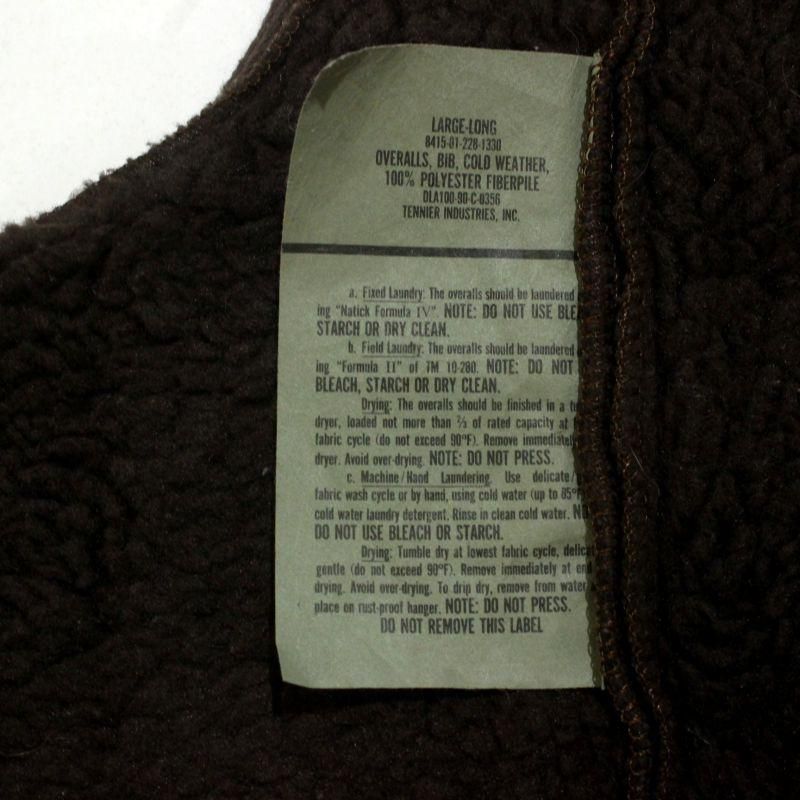 LARGE-LONG
8415-01-228-1330
OVERALLS, BIB, COLD WEATHER,
100% POLYESTER FIBERPILE
DLA100-90-C-0356
TENNIER INDUSTRIES, INC.
a. Fixed Laundry: The overalls should be laundered
ing "Natick Formula IV". NOTE: DO NOT USE BLE
STARCH OR DRY CLEAN.
b. Field Laundry: The overalls should be laundered
ing "Formula II" of TM 10-280. NOTE: DO NOT
BLEACH, STARCH OR DRY CLEAN.
Drying: The overalls should be finished in a tu
dryer, loaded not more than ⅔ of rated capacity at
fabric cycle (do not exceed 90°F). Remove immediately
dryer. Avoid over-drying. NOTE: DO NOT PRESS.
c. Machine/Hand Laundering. Use delicate/
fabric wash cycle or by hand, using cold water (up to 85°F
cold water laundry detergent. Rinse in clean cold water. N
DO NOT USE BLEACH OR STARCH.
Drying: Tumble dry at lowest fabric cycle, delicat
gentle (do not exceed 90°F). Remove immediately at end
drying. Avoid over-drying. To drip dry, remove from water
place on rust-proof hanger. NOTE: DO NOT PRESS.
DO NOT REMOVE THIS LABEL